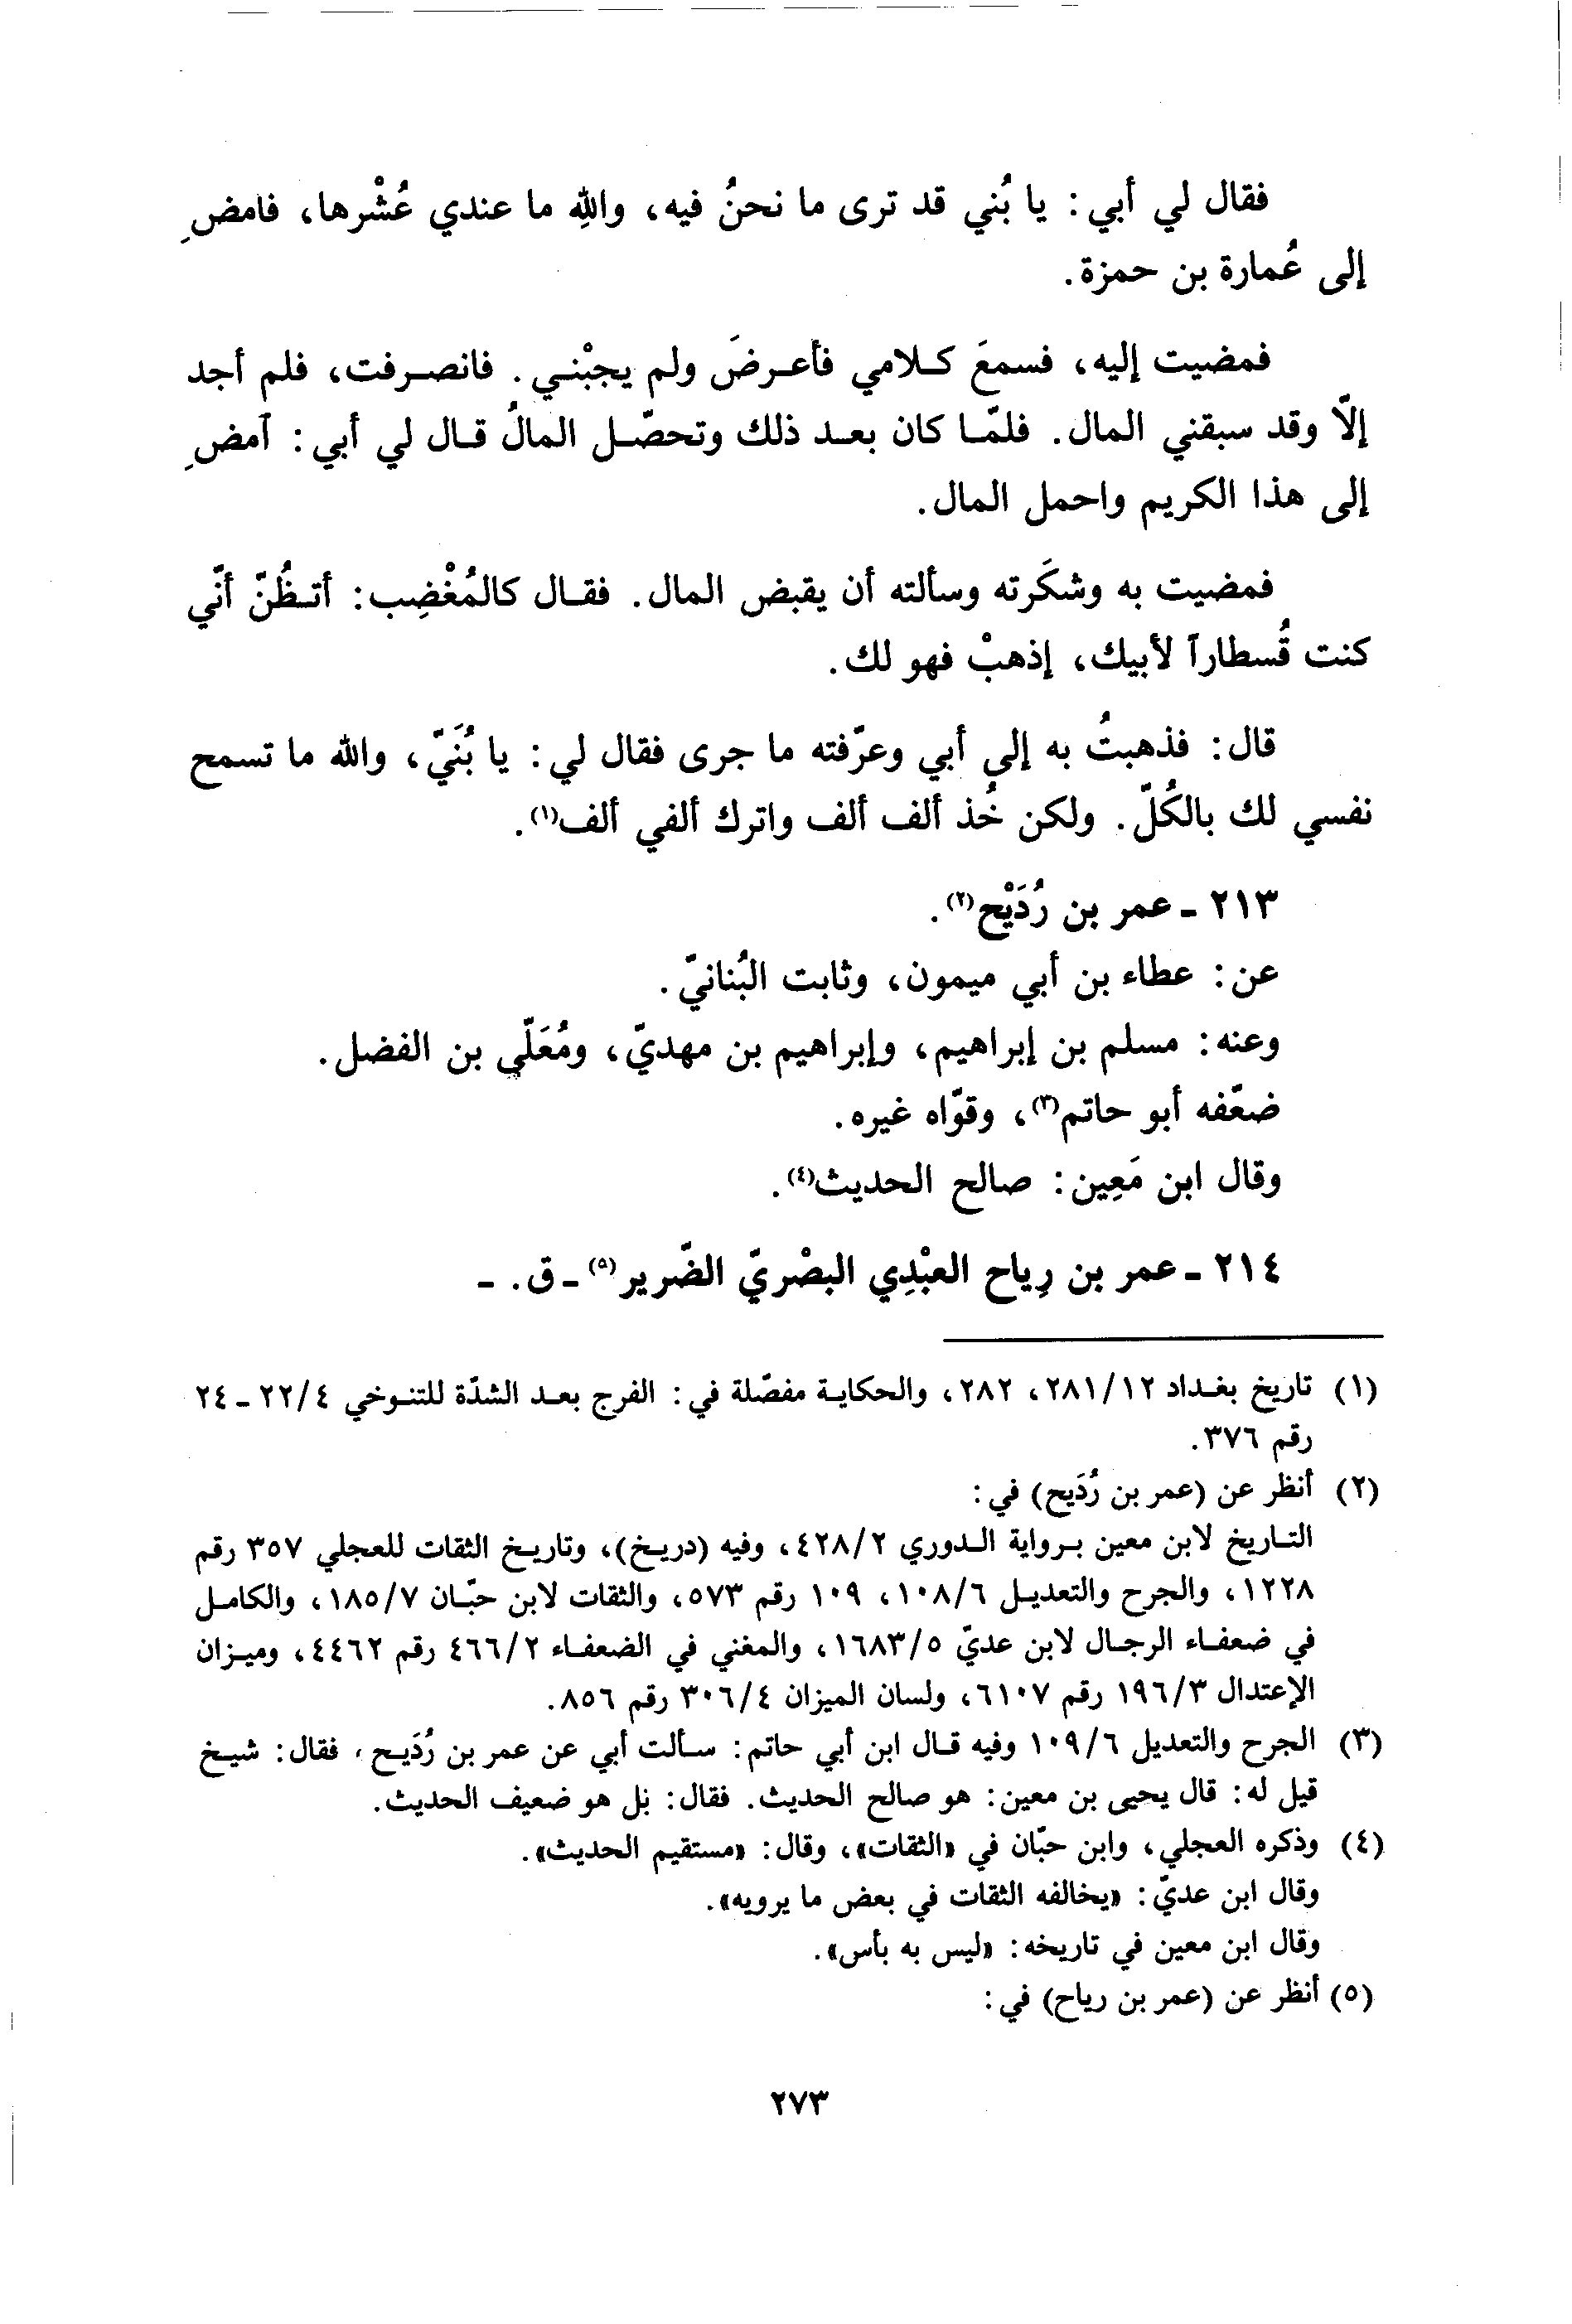 فقال لي أبي: يا بُني قد ترى ما نحنُ فيه، واللهِ ما عندي عُشْرها، فامضِ
إلى عُمارة بن حمزة.
فمضيت إليه، فسمعَ كلامي فأعرضَ ولم يجبْني. فانصرفت، فلم أجد
إلّا وقد سبقني المال. فلمّا كان بعد ذلك وتحصّل المالُ قال لي أبي: آمضِ
إلى هذا الكريم واحمل المال.
فمضيت به وشكَرته وسألته أن يقبض المال. فقال كالمُغْضِب: أتظُنّ أنّي
كنت قُسطاراً لأبيك، إذهبْ فهو لك.
قال: فذهبتُ به إلى أبي وعرّفته ما جرى فقال لي: يا بُنَيّ، والله ما تسمح
نفسي لك بالكُلّ. ولكن خُذ ألف ألف واترك ألفي ألف(١).
٢١٣ - عمر بن رُدَيْح(٢).
عن: عطاء بن أبي ميمون، وثابت البُنانيّ.
وعنه: مسلم بن إبراهيم، وإبراهيم بن مهديّ، ومُعَلّى بن الفضل.
ضعّفه أبو حاتم(٣)، وقوّاه غيره.
وقال ابن مَعِين: صالح الحديث(٤).
٢١٤ - عمر بن رِياح العبْدِي البصْريّ الضّرير(٥) - ق. -
(١) تاريخ بغداد ٢٨١/١٢، ٢٨٢، والحكاية مفصّلة في: الفرج بعد الشدّة للتنوخي ٢٢/٤ - ٢٤
رقم ٣٧٦.
(٢) أنظر عن (عمر بن رُدَيح) في:
التاريخ لابن معين برواية الدوري ٤٢٨/٢، وفيه (دريخ)، وتاريخ الثقات للعجلي ٣٥٧ رقم
١٢٢٨، والجرح والتعديل ١٠٨/٦، ١٠٩ رقم ٥٧٣، والثقات لابن حبّان ١٨٥/٧، والكامل
في ضعفاء الرجال لابن عديّ ١٦٨٣/٥، والمغني في الضعفاء ٤٦٦/٢ رقم ٤٤٦٢، وميزان
الإعتدال ١٩٦/٣ رقم ٦١٠٧، ولسان الميزان ٣٠٦/٤ رقم ٨٥٦.
(٣) الجرح والتعديل ١٠٩/٦ وفيه قال ابن أبي حاتم: سألت أبي عن عمر بن رُدَيح، فقال: شيخ
قيل له: قال يحيى بن معين: هو صالح الحديث. فقال: بل هو ضعيف الحديث.
(٤) وذكره العجلي، وابن حبّان في «الثقات»، وقال: «مستقيم الحديث».
وقال ابن عديّ: «يخالفه الثقات في بعض ما يرويه».
وقال ابن معين في تاريخه: «ليس به بأس».
(٥) أنظر عن (عمر بن رياح) في:
٢٧٣